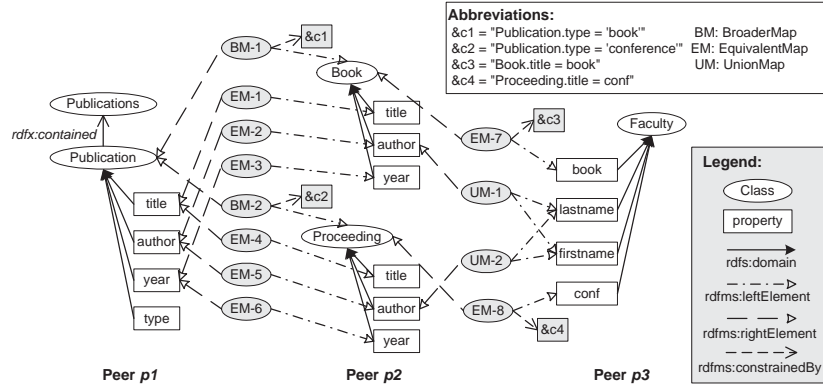 Abbreviations:
&c1 = "Publication.type = 'book'" BM: BroaderMap
&c2 = "Publication.type = 'conference'" EM: EquivalentMap
&c3 = "Book.title = book" UM: UnionMap
&c4 = "Proceeding.title = conf"
Publications
rdfx:contained
Publication
title
author
year
type
BM-1
&c1
EM-1
EM-2
EM-3
BM-2
&c2
EM-4
EM-5
EM-6
Book
title
author
year
Proceeding
title
author
year
EM-7
&c3
UM-1
UM-2
EM-8
&c4
Faculty
book
lastname
firstname
conf
Legend:
Class
property
rdfs:domain
rdfms:leftElement
rdfms:rightElement
rdfms:constrainedBy
Peer p1
Peer p2
Peer p3